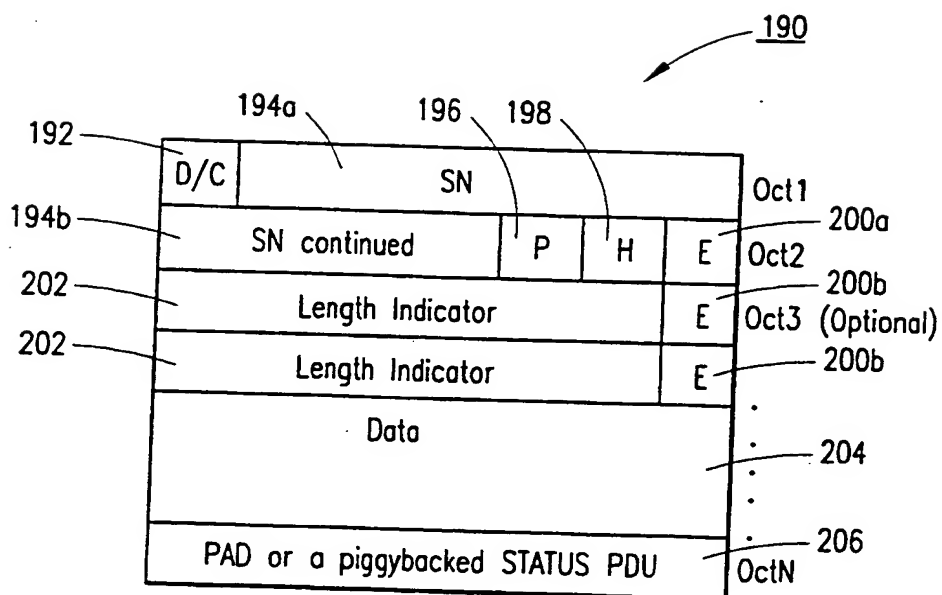 190
194a 196 198
192
D/C SN Oct1
194b 200a
SN continued P H E Oct2
202 200b
Length Indicator E Oct3 (Optional)
202 200b
Length Indicator E
Data
204
206
PAD or a piggybacked STATUS PDU OctN